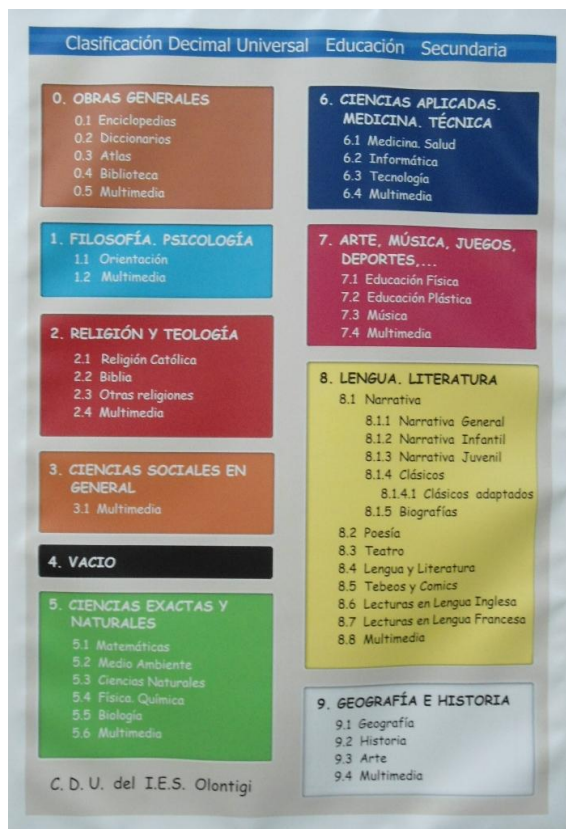 Clasificación Decimal Universal Educación Secundaria
0. OBRAS GENERALES
0.1 Enciclopedias
0.2 Diccionarios
0.3 Atlas
0.4 Biblioteca
0.5 Multimedia
1. FILOSOFÍA. PSICOLOGÍA
1.1 Orientación
1.2 Multimedia
2. RELIGIÓN Y TEOLOGÍA
2.1 Religión Católica
2.2 Biblia
2.3 Otras religiones
2.4 Multimedia
3. CIENCIAS SOCIALES EN
GENERAL
3.1 Multimedia
4. VACIO
5. CIENCIAS EXACTAS Y
NATURALES
5.1 Matemáticas
5.2 Medio Ambiente
5.3 Ciencias Naturales
5.4 Física. Química
5.5 Biología
5.6 Multimedia
C. D. U. del I.E.S. Olontigi
6. CIENCIAS APLICADAS.
MEDICINA. TÉCNICA
6.1 Medicina. Salud
6.2 Informática
6.3 Tecnología
6.4 Multimedia
7. ARTE, MÚSICA, JUEGOS,
DEPORTES,...
7.1 Educación Física
7.2 Educación Plástica
7.3 Música
7.4 Multimedia
8. LENGUA. LITERATURA
8.1 Narrativa
8.1.1 Narrativa General
8.1.2 Narrativa Infantil
8.1.3 Narrativa Juvenil
8.1.4 Clásicos
8.1.4.1 Clásicos adaptados
8.1.5 Biografías
8.2 Poesía
8.3 Teatro
8.4 Lengua y Literatura
8.5 Tebeos y Comics
8.6 Lecturas en Lengua Inglesa
8.7 Lecturas en Lengua Francesa
8.8 Multimedia
9. GEOGRAFÍA E HISTORIA
9.1 Geografía
9.2 Historia
9.3 Arte
9.4 Multimedia